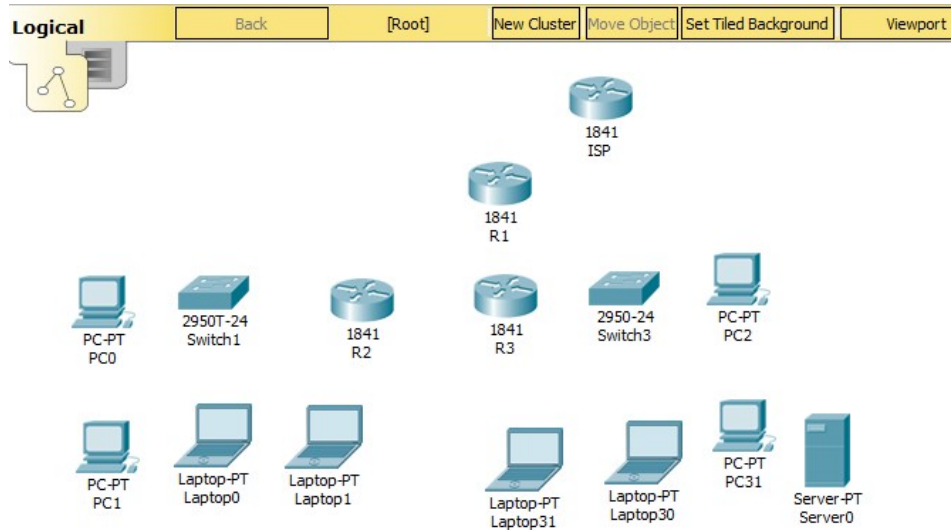 Logical
Back
[Root]
New Cluster
Move Object
Set Tiled Background
Viewport
1841
ISP
1841
R1
PC-PT
PC0
2950T-24
Switch1
1841
R2
1841
R3
2950-24
Switch3
PC-PT
PC2
PC-PT
PC1
Laptop-PT
Laptop0
Laptop-PT
Laptop1
Laptop-PT
Laptop31
Laptop-PT
Laptop30
PC-PT
PC31
Server-PT
Server0